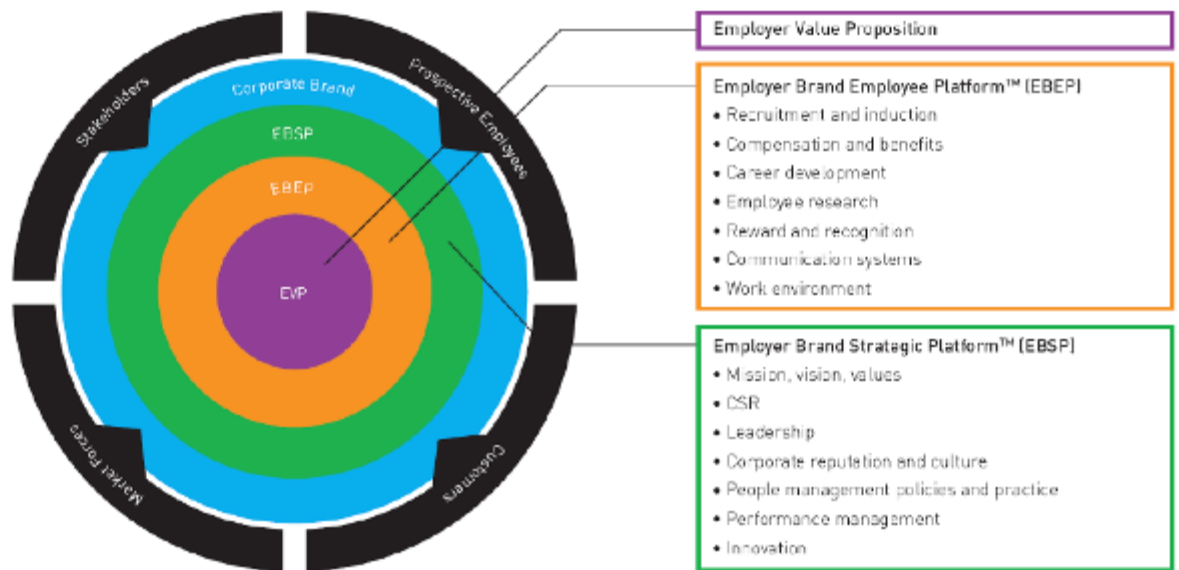 Stakeholders
Prospective Employees
Corporate Brand
EBSP
EBEP
EVP
Market Forces
Customers
Employer Value Proposition
Employer Brand Employee Platform™ (EBEP)
• Recruitment and induction
• Compensation and benefits
• Career development
• Employee research
• Reward and recognition
• Communication systems
• Work environment
Employer Brand Strategic Platform™ (EBSP)
• Mission, vision, values
• CSR
• Leadership
• Corporate reputation and culture
• People management policies and practice
• Performance management
• Innovation